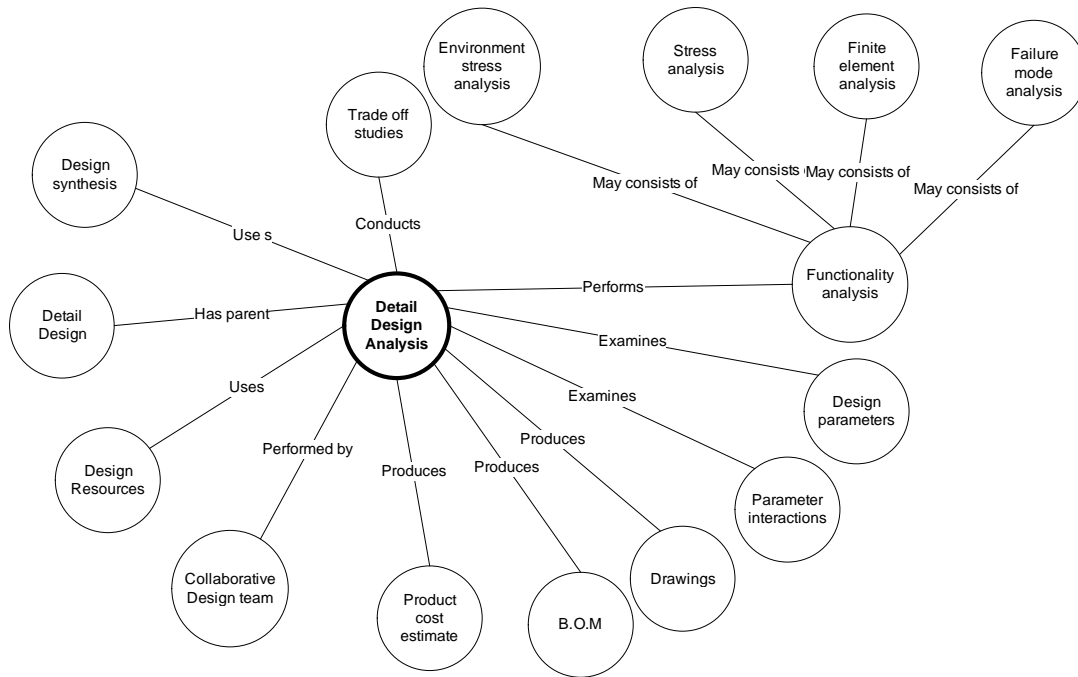 Environment
stress
analysis
Stress
analysis
Finite
element
analysis
Failure
mode
analysis
Trade off
studies
Design
synthesis
May consists of
May consists
May consists of
May consists of
Conducts
Use s
Functionality
analysis
Performs
Detail
Design
Analysis
Has parent
Detail
Design
Examines
Examines
Design
parameters
Uses
Produces
Performed by
Produces
Produces
Design
Resources
Parameter
interactions
Collaborative
Design team
Drawings
Product
cost
estimate
B.O.M